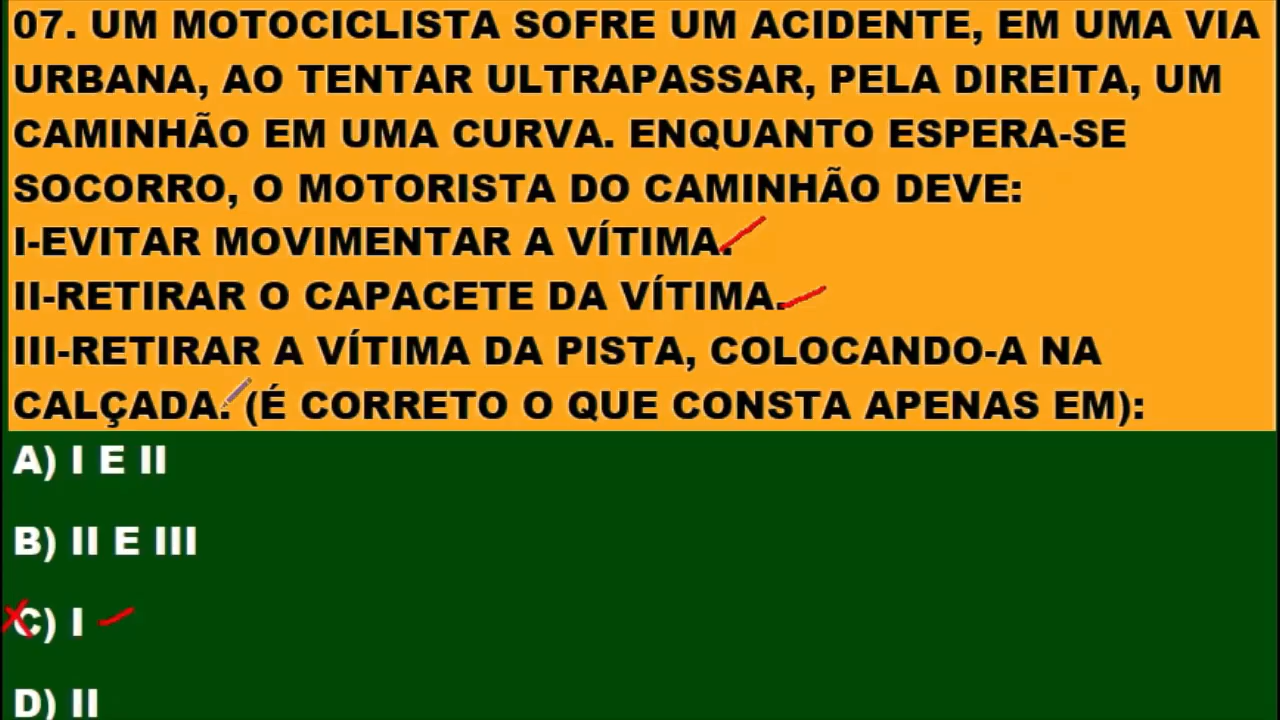 07. UM MOTOCICLISTA SOFRE UM ACIDENTE, EM UMA VIA
URBANA, AO TENTAR ULTRAPASSAR, PELA DIREITA, UM
CAMINHÃO EM UMA CURVA. ENQUANTO ESPERA-SE
SOCORRO, O MOTORISTA DO CAMINHÃO DEVE:
I-EVITAR MOVIMENTAR A VÍTIMA.
II-RETIRAR O CAPACETE DA VÍTIMA.
III-RETIRAR A VÍTIMA DA PISTA, COLOCANDO-A NA
CALÇADA. (É CORRETO O QUE CONSTA APENAS EM):
A) I E II
B) II E III
C) I
D) II